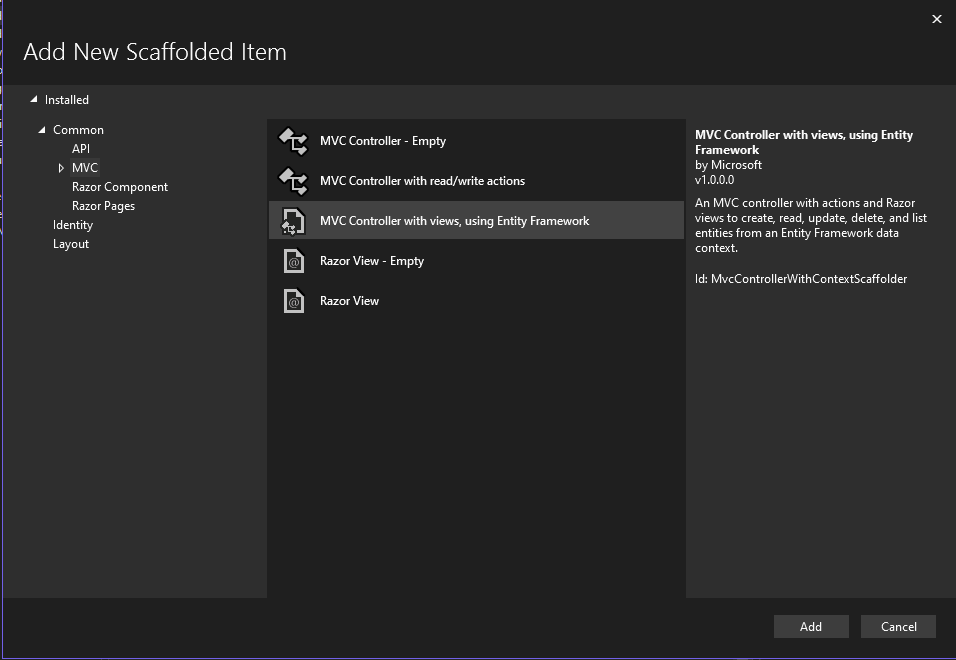 Add New Scaffolded Item
Installed
Common
API
MVC
Razor Component
Razor Pages
Identity
Layout
MVC Controller - Empty
MVC Controller with read/write actions
MVC Controller with views, using Entity Framework
Razor View - Empty
Razor View
MVC Controller with views, using Entity
Framework
by Microsoft
v1.0.0.0
An MVC controller with actions and Razor
views to create, read, update, delete, and list
entities from an Entity Framework data
context.
Id: MvcControllerWithContextScaffolder
Add
Cancel